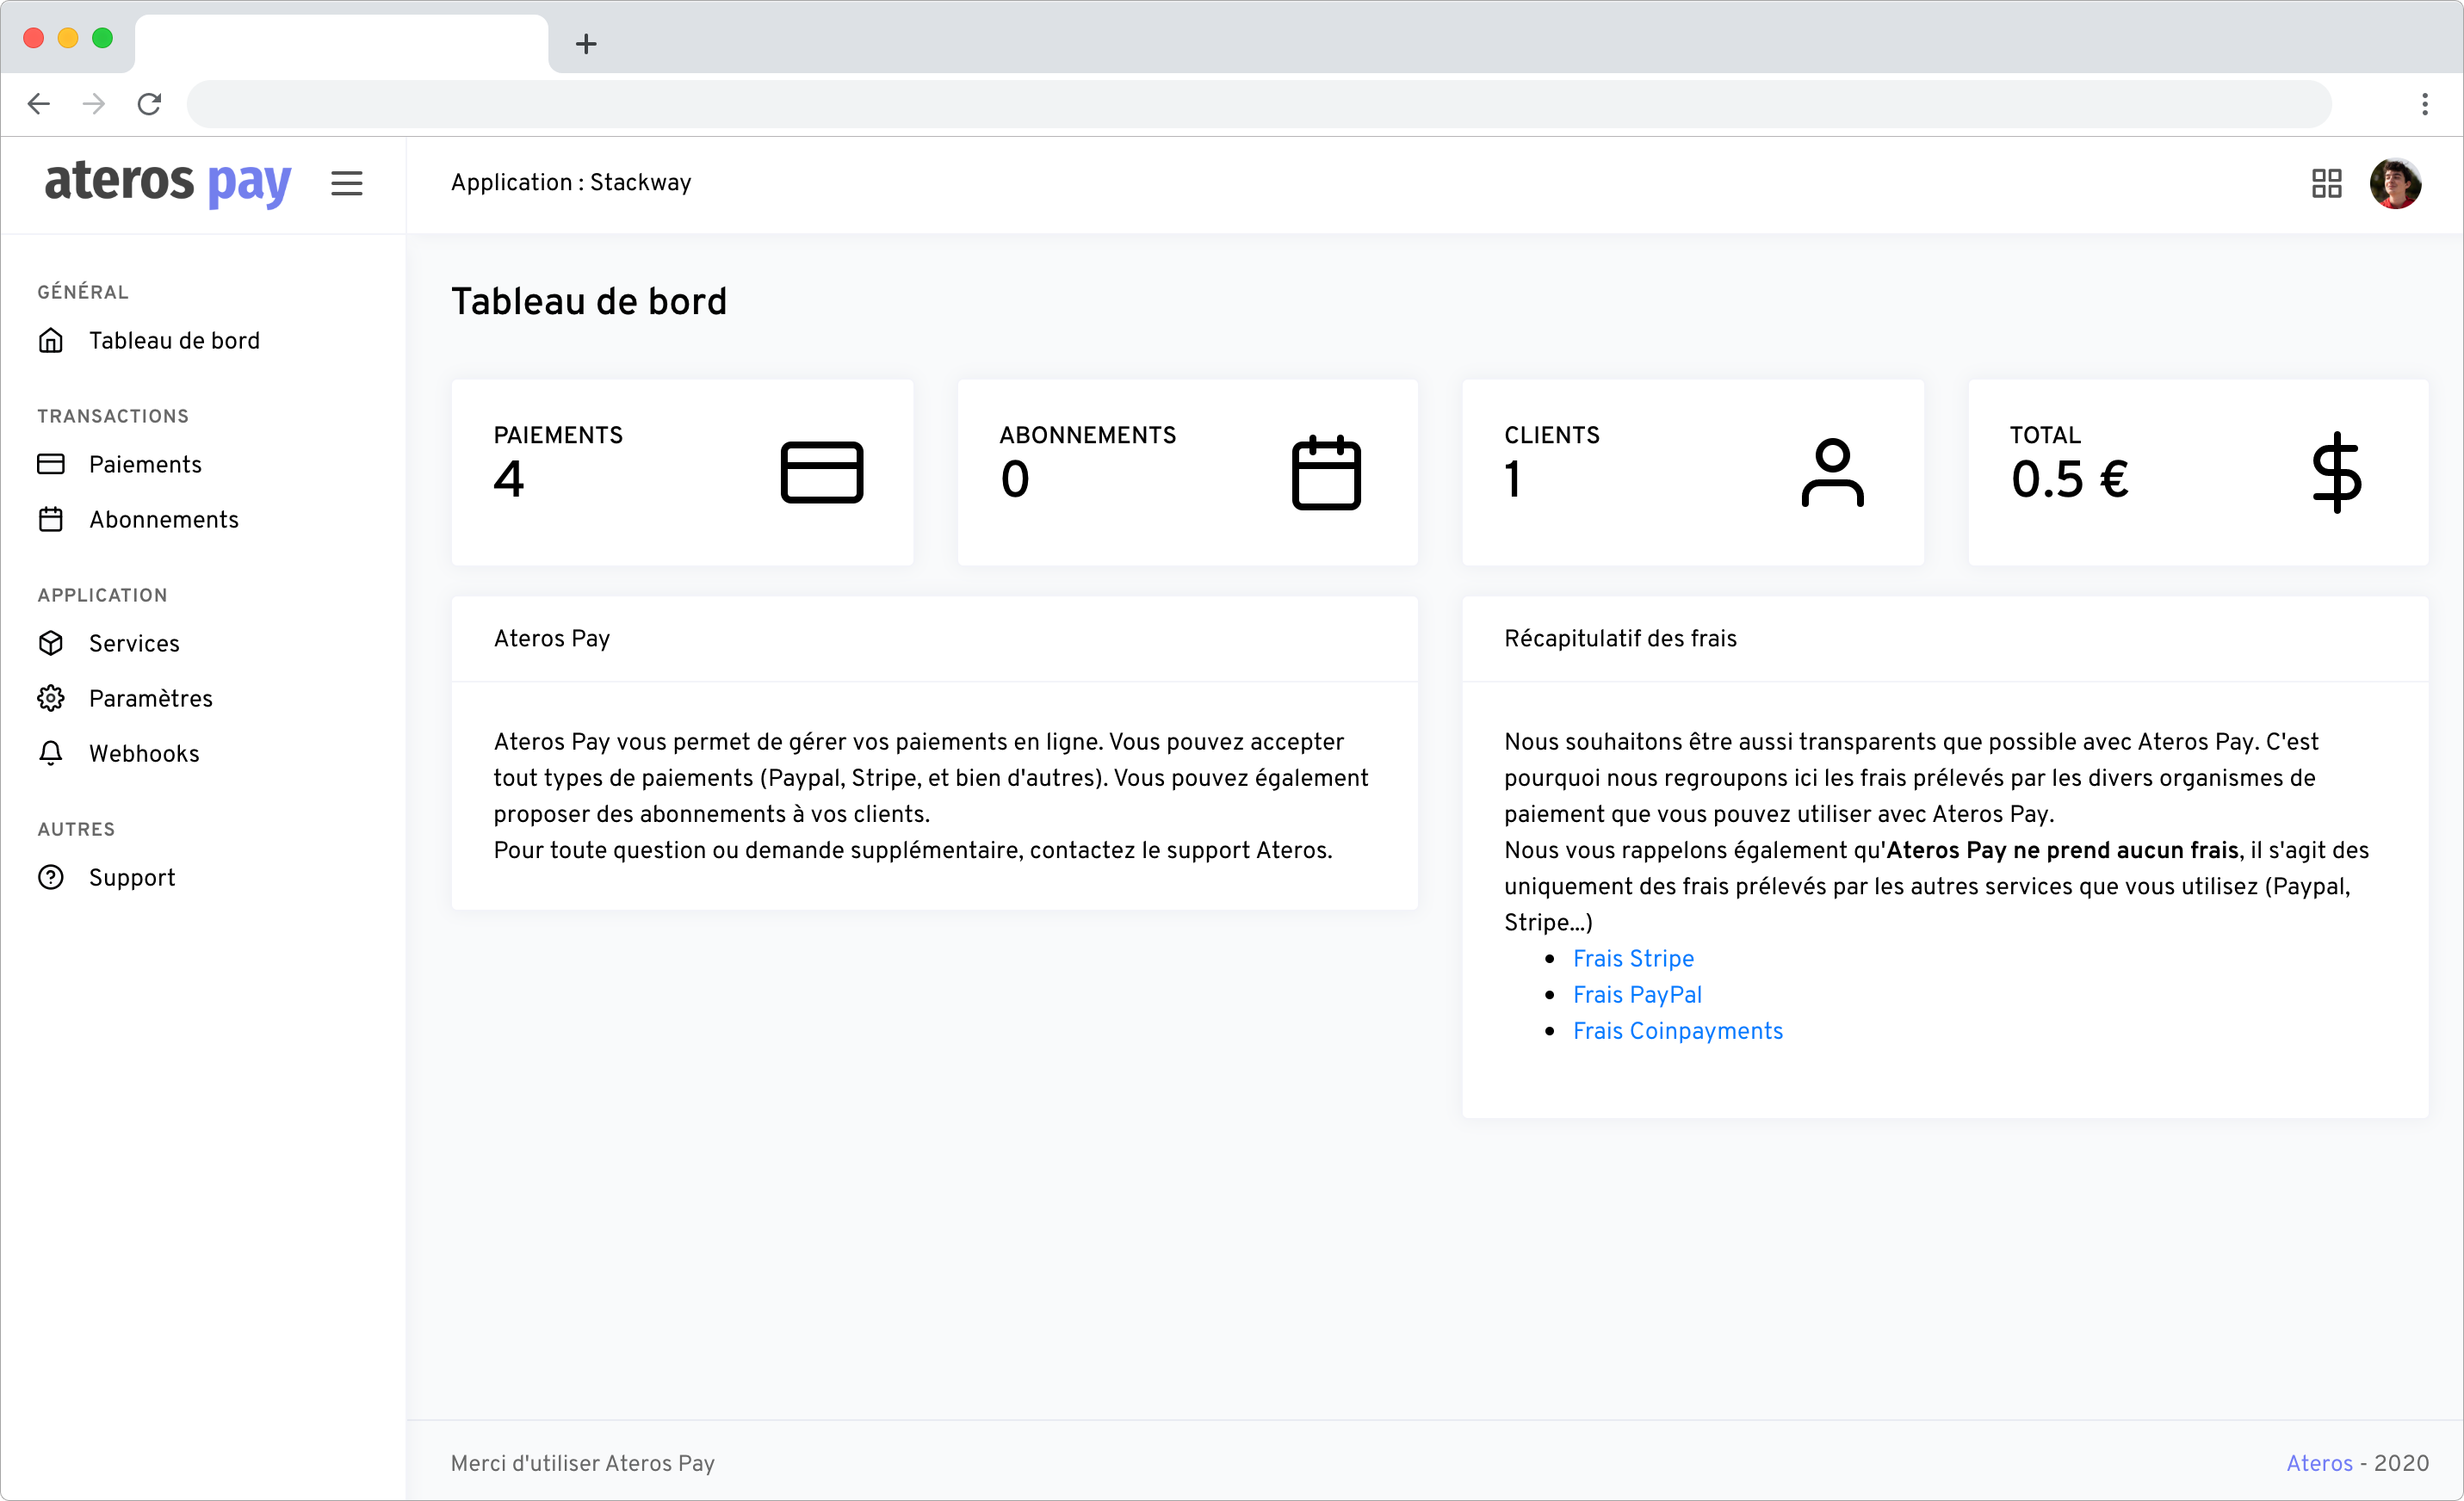 ateros pay
Application : Stackway
GÉNÉRAL
Tableau de bord
TRANSACTIONS
Paiements
Abonnements
APPLICATION
Services
Paramètres
Webhooks
AUTRES
Support
Tableau de bord
PAIEMENTS
4
ABONNEMENTS
0
CLIENTS
1
TOTAL
0.5 €
Ateros Pay
Ateros Pay vous permet de gérer vos paiements en ligne. Vous pouvez accepter
tout types de paiements (Paypal, Stripe, et bien d'autres). Vous pouvez également
proposer des abonnements à vos clients.
Pour toute question ou demande supplémentaire, contactez le support Ateros.
Récapitulatif des frais
Nous souhaitons être aussi transparents que possible avec Ateros Pay. C'est
pourquoi nous regroupons ici les frais prélevés par les divers organismes de
paiement que vous pouvez utiliser avec Ateros Pay.
Nous vous rappelons également qu'Ateros Pay ne prend aucun frais, il s'agit des
uniquement des frais prélevés par les autres services que vous utilisez (Paypal,
Stripe...)
• Frais Stripe
• Frais PayPal
• Frais Coinpayments
Merci d'utiliser Ateros Pay
Ateros - 2020